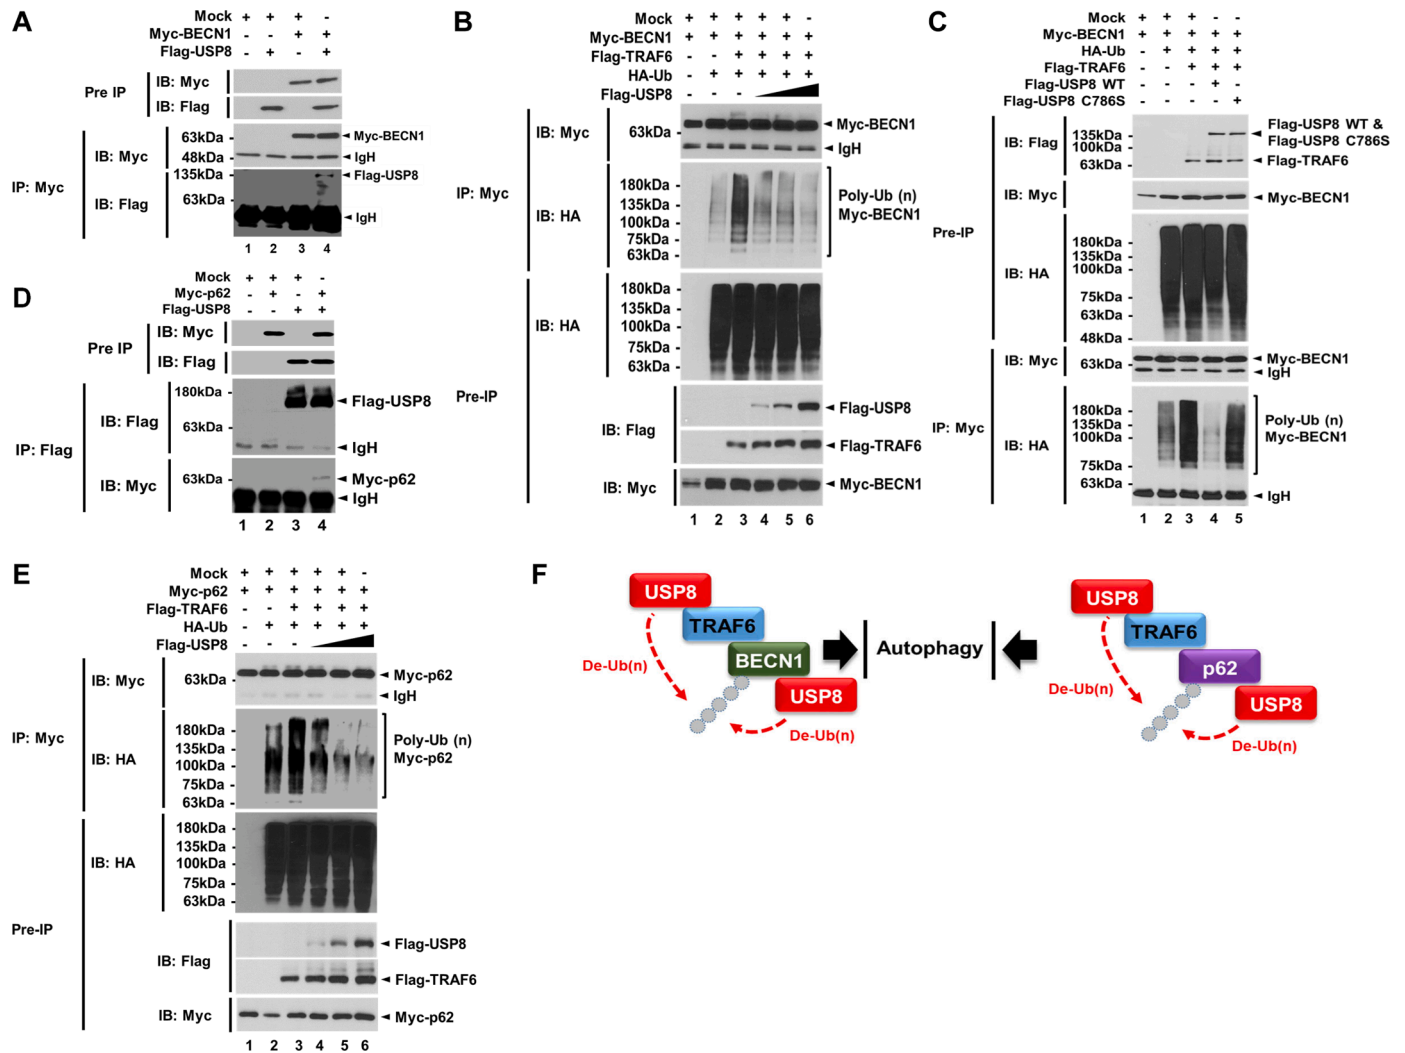 A
Mock + + + -
Myc-BECN1 - - + +
Flag-USP8 - + - +
Pre IP
IB: Myc
IB: Flag
IP: Myc
IB: Myc
63kDa
48kDa
Myc-BECN1
IgH
IB: Flag
135kDa
63kDa
Flag-USP8
IgH
1 2 3 4
B
Mock + + + + + -
Myc-BECN1 + + + + + +
Flag-TRAF6 - - + + + +
HA-Ub - + + + + +
Flag-USP8 - - -
IP: Myc
IB: Myc
63kDa
Myc-BECN1
IgH
IB: HA
180kDa
135kDa
100kDa
75kDa
63kDa
Poly-Ub (n)
Myc-BECN1
Pre-IP
IB: HA
180kDa
135kDa
100kDa
75kDa
63kDa
IB: Flag
Flag-USP8
Flag-TRAF6
IB: Myc
Myc-BECN1
1 2 3 4 5 6
C
Mock + + + - -
Myc-BECN1 + + + + +
HA-Ub - + + + +
Flag-TRAF6 - - + + +
Flag-USP8 WT - - - + -
Flag-USP8 C786S - - - - +
Pre-IP
IB: Flag
135kDa
100kDa
63kDa
Flag-USP8 WT &
Flag-USP8 C786S
Flag-TRAF6
IB: Myc
Myc-BECN1
IB: HA
180kDa
135kDa
100kDa
75kDa
63kDa
48kDa
IP: Myc
IB: Myc
63kDa
Myc-BECN1
IgH
IB: HA
180kDa
135kDa
100kDa
75kDa
63kDa
Poly-Ub (n)
Myc-BECN1
IgH
1 2 3 4 5
D
Mock + + + -
Myc-p62 - + - +
Flag-USP8 - - + +
Pre IP
IB: Myc
IB: Flag
IP: Flag
IB: Flag
180kDa
63kDa
Flag-USP8
IgH
IB: Myc
63kDa
Myc-p62
IgH
1 2 3 4
E
Mock + + + + + -
Myc-p62 + + + + + +
Flag-TRAF6 - - + + + +
HA-Ub - + + + + +
Flag-USP8 - - -
IP: Myc
IB: Myc
63kDa
Myc-p62
IgH
IB: HA
180kDa
135kDa
100kDa
75kDa
63kDa
Poly-Ub (n)
Myc-p62
Pre-IP
IB: HA
180kDa
135kDa
100kDa
75kDa
63kDa
IB: Flag
Flag-USP8
Flag-TRAF6
IB: Myc
Myc-p62
1 2 3 4 5 6
F
USP8
TRAF6
BECN1
USP8
De-Ub(n)
De-Ub(n)
Autophagy
USP8
TRAF6
p62
USP8
De-Ub(n)
De-Ub(n)